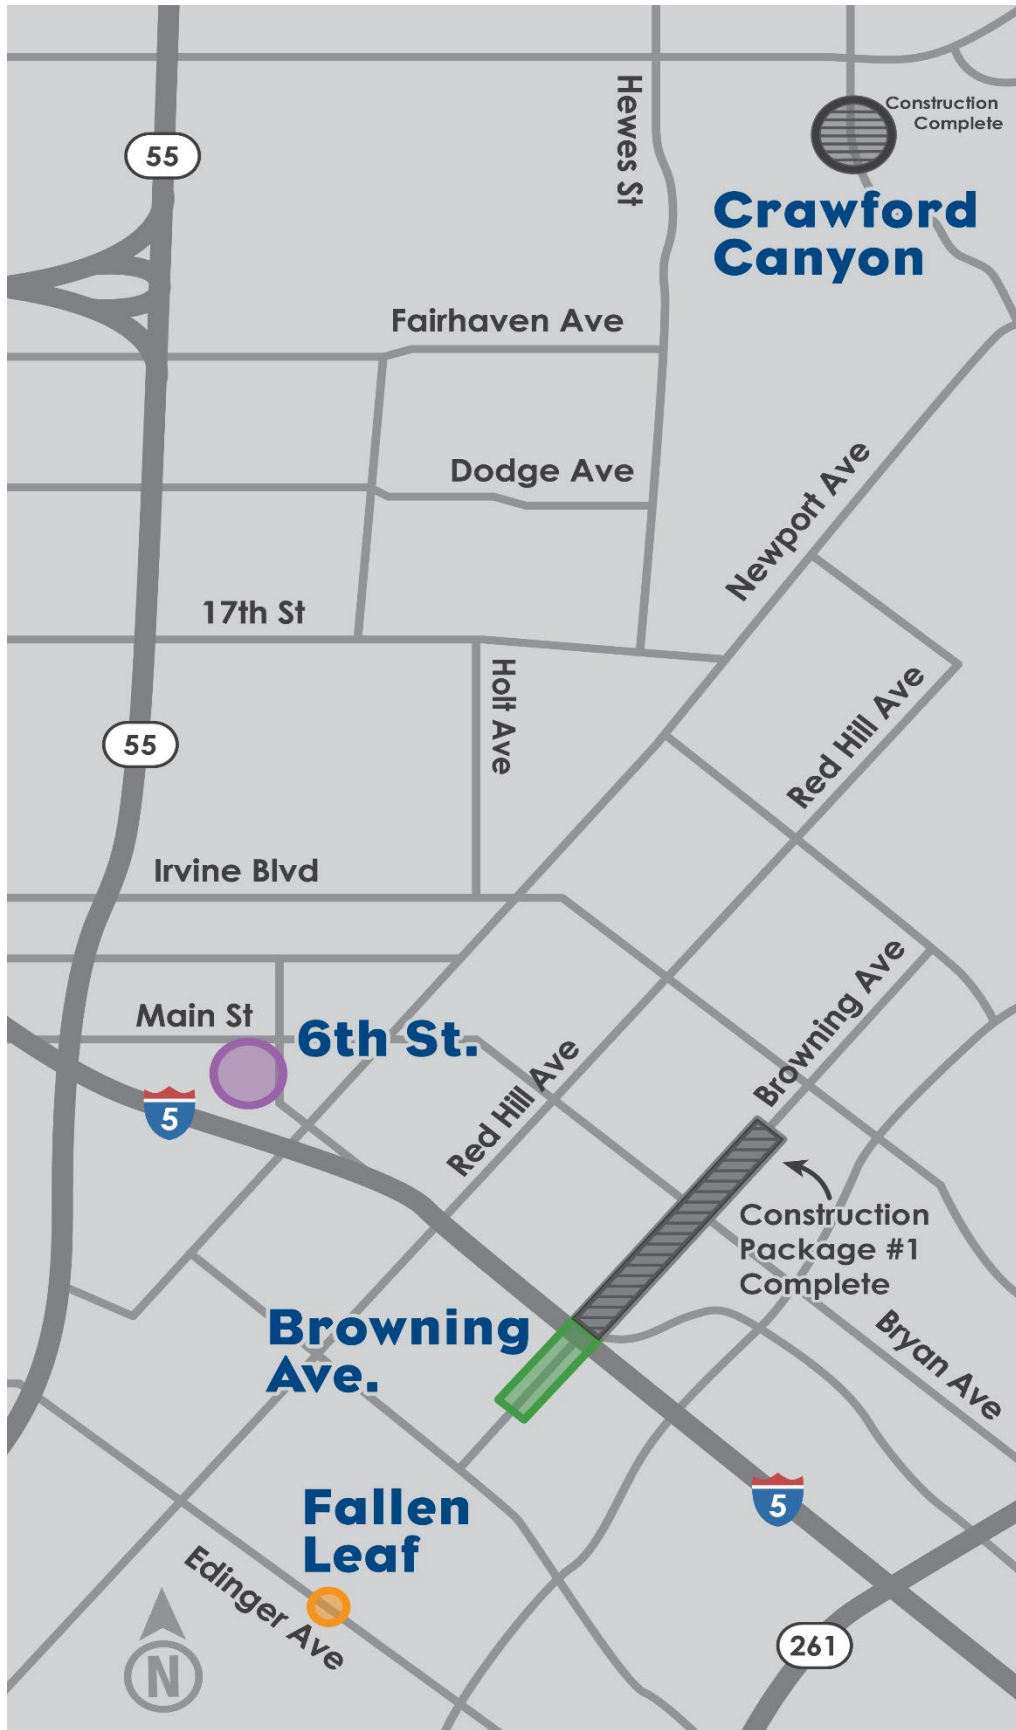 Construction
Complete
Hewes St
55
Crawford
Canyon
Fairhaven Ave
Dodge Ave
Newport Ave
17th St
Holt Ave
Red Hill Ave
55
Irvine Blvd
Browning Ave
Main St
6th St.
Red Hill Ave
5
Construction
Package #1
Complete
Browning
Ave.
Bryan Ave
Fallen
Leaf
5
Edinger Ave
261
N